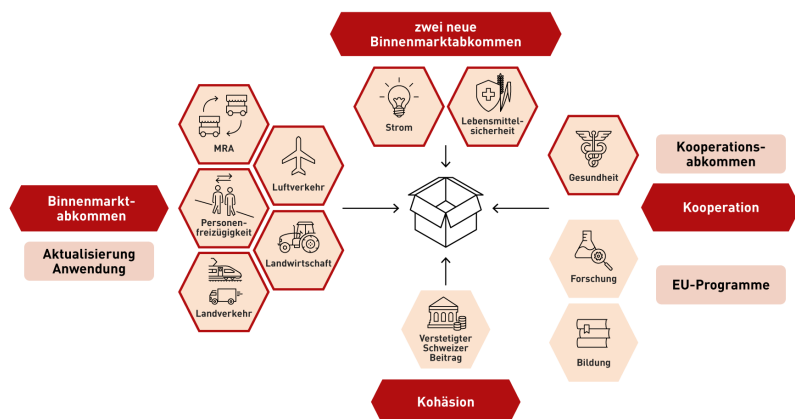 zwei neue
Binnenmarktabkommen
Strom
Lebensmittel-
sicherheit
MRA
Luftverkehr
Personen-
freizügigkeit
Landwirtschaft
Landverkehr
Binnenmarkt-
abkommen
Aktualisierung
Anwendung
Gesundheit
Kooperations-
abkommen
Kooperation
Forschung
EU-Programme
Bildung
Verstetigter
Schweizer
Beitrag
Kohäsion